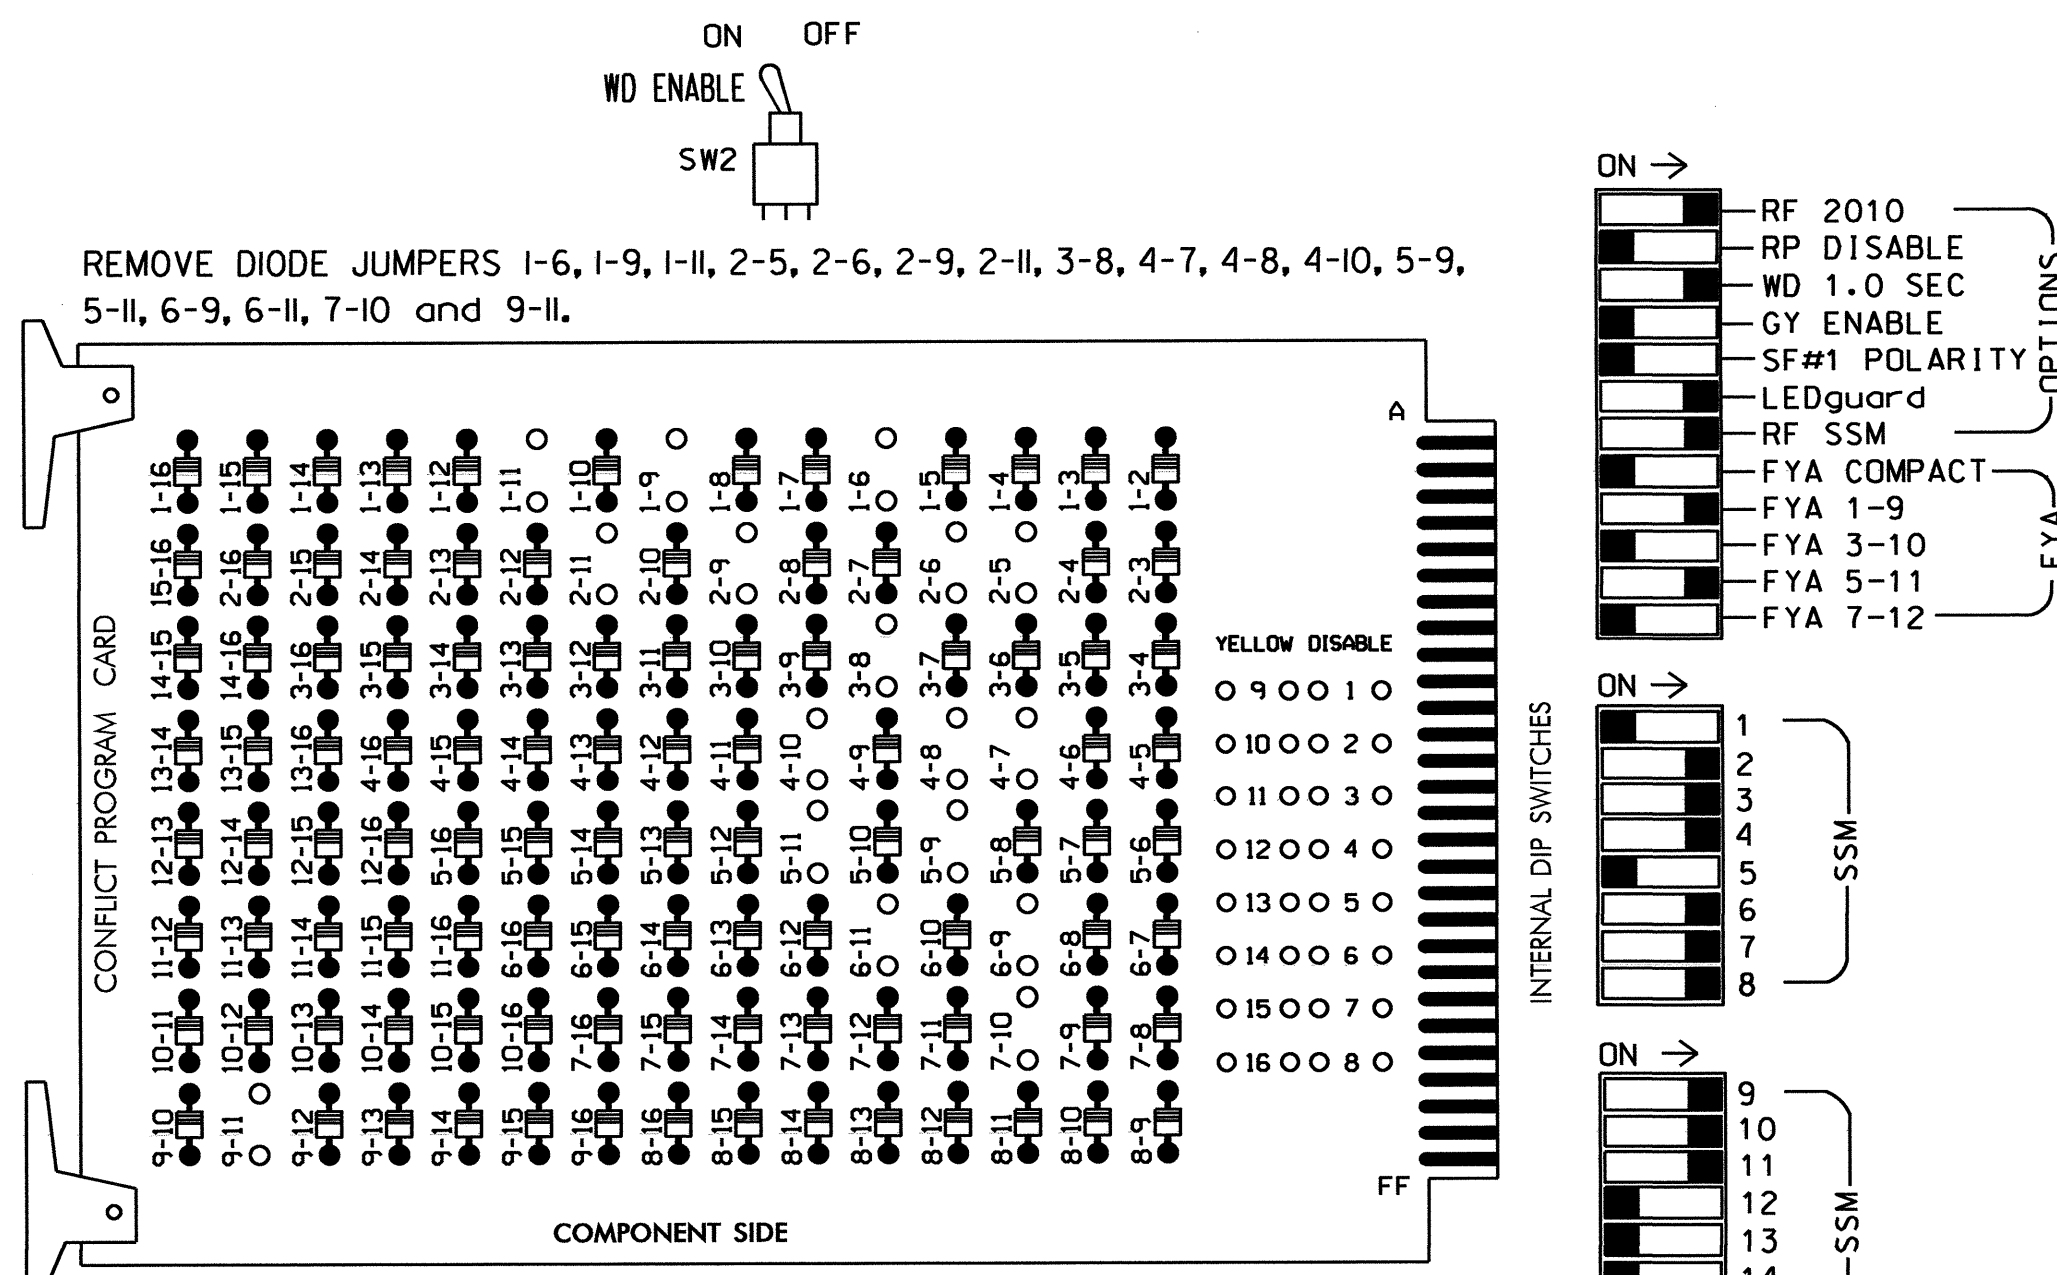 ON OFF
WD ENABLE
SW2
REMOVE DIODE JUMPERS 1-6, 1-9, 1-11, 2-5, 2-6, 2-9, 2-11, 3-8, 4-7, 4-8, 4-10, 5-9,
5-11, 6-9, 6-11, 7-10 and 9-11.
CONFLICT PROGRAM CARD
A
1-16 1-15 1-14 1-13 1-12 1-11 1-10 1-9 1-8 1-7 1-6 1-5 1-4 1-3 1-2
15-16 2-16 2-15 2-14 2-13 2-12 2-11 2-10 2-9 2-8 2-7 2-6 2-5 2-4 2-3
14-15 14-16 3-16 3-15 3-14 3-13 3-12 3-11 3-10 3-9 3-8 3-7 3-6 3-5 3-4
13-14 13-15 13-16 4-16 4-15 4-14 4-13 4-12 4-11 4-10 4-9 4-8 4-7 4-6 4-5
12-13 12-14 12-15 12-16 5-16 5-15 5-14 5-13 5-12 5-11 5-10 5-9 5-8 5-7 5-6
11-12 11-13 11-14 11-15 11-16 6-16 6-15 6-14 6-13 6-12 6-11 6-10 6-9 6-8 6-7
10-11 10-12 10-13 10-14 10-15 10-16 7-16 7-15 7-14 7-13 7-12 7-11 7-10 7-9 7-8
9-10 9-11 9-12 9-13 9-14 9-15 9-16 8-16 8-15 8-14 8-13 8-12 8-11 8-10 8-9
YELLOW DISABLE
9 1
10 2
11 3
12 4
13 5
14 6
15 7
16 8
FF
COMPONENT SIDE
INTERNAL DIP SWITCHES
ON →
RF 2010
RP DISABLE
WD 1.0 SEC
GY ENABLE
SF#1 POLARITY
LEDguard
RF SSM
OPTIONS
FYA COMPACT
FYA 1-9
FYA 3-10
FYA 5-11
FYA 7-12
FYA
ON →
1
2
3
4
5
6
7
8
SSM
ON →
9
10
11
12
13
14
SSM